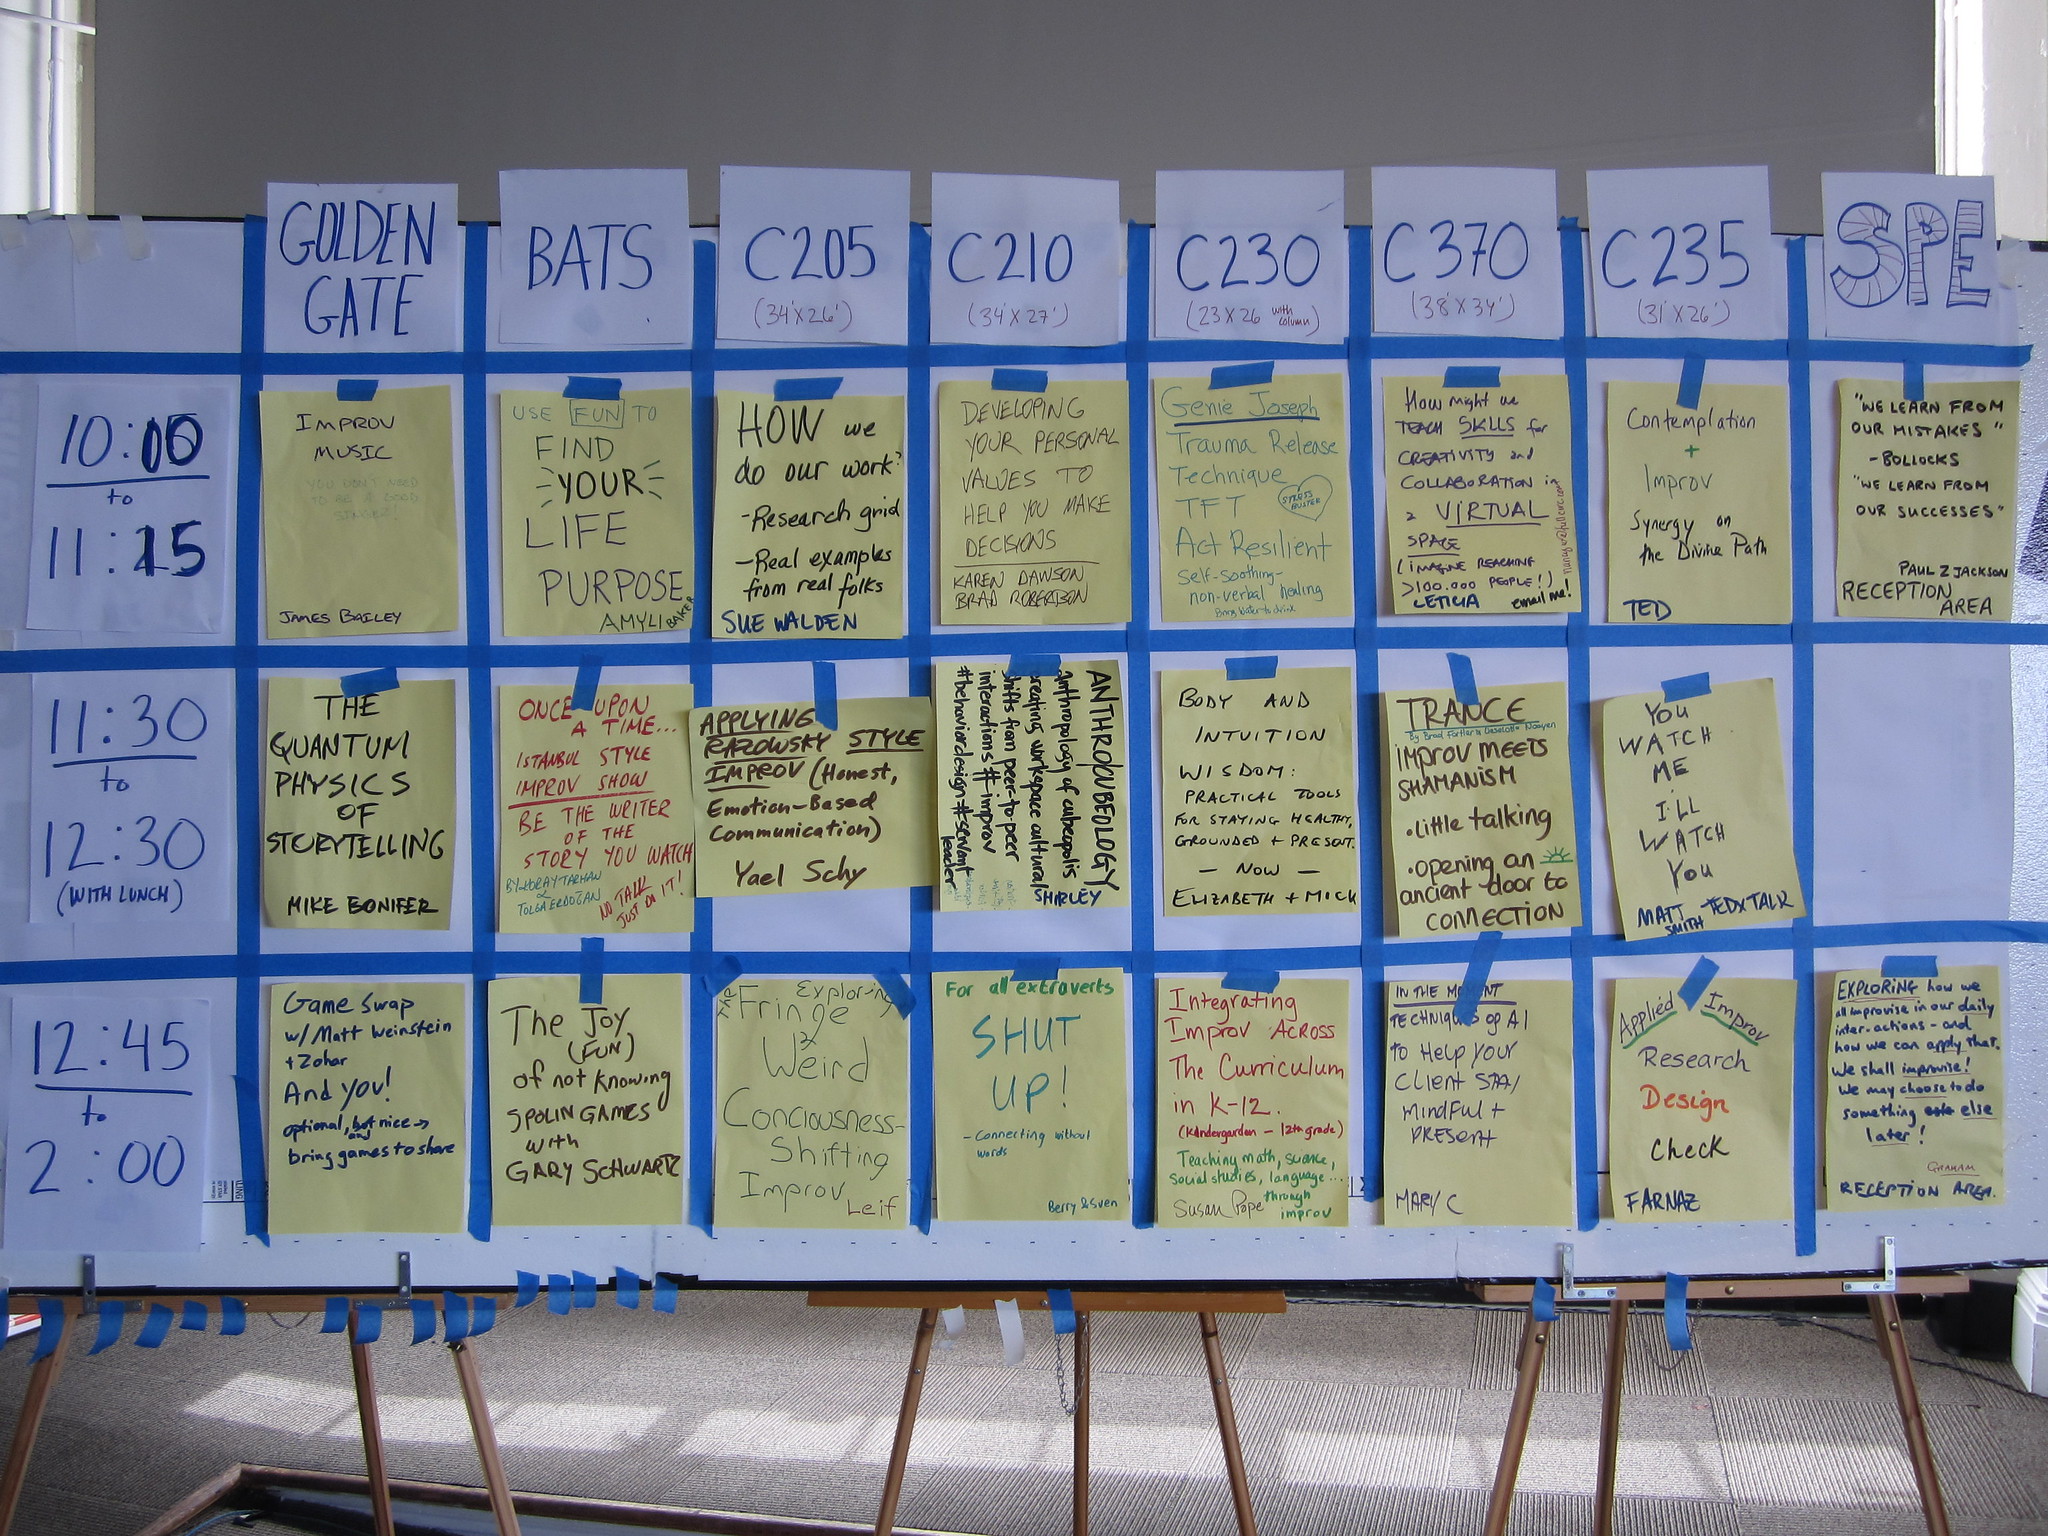 GOLDEN
GATE
BATS
C205
(34'X26')
C210
(34'X27')
C230
(23X26 with column)
C370
(38'X34')
C235
(31'X26')
SPE
10:00
to
11:15
IMPROV
MUSIC
YOU DON'T NEED
TO BE A GOOD
SINGER!
JAMES BAILEY
USE FUN TO
FIND
YOUR
LIFE
PURPOSE
AMYLI
BAKER
HOW we
do our work?
-Research grid
-Real examples
from real folks
SUE WALDEN
DEVELOPING
YOUR PERSONAL
VALUES TO
HELP YOU MAKE
DECISIONS
KAREN DAWSON
BRAD ROBERTSON
Genie Joseph
Trauma Release
Technique
TFT
STRESS
BUSTER
Act Resilient
Self-soothing-
non-verbal healing
Bring water to drink
How might we
TEACH SKILLS for
CREATIVITY and
COLLABORATION in
a VIRTUAL
SPACE
(IMAGINE REACHING
>100.000 PEOPLE!)
LETICIA
email me!
Contemplation
+
Improv
Synergy on
the Divine Path
TED
"WE LEARN FROM
OUR MISTAKES"
-BOLLOCKS
"WE LEARN FROM
OUR SUCCESSES"
PAUL Z JACKSON
RECEPTION
AREA
11:30
to
12:30
(WITH LUNCH)
THE
QUANTUM
PHYSICS
OF
STORYTELLING
MIKE BONIFER
ONCE UPON
A TIME...
ISTANBUL STYLE
IMPROV SHOW
BE THE WRITER
OF THE
STORY YOU WATCH
BY KORAY TARHAN
&
TOLGA ERDOGAN
NO TALK
JUST DO IT!
APPLYING
RAZOWSKY STYLE
IMPROV (Honest,
Emotion-Based
Communication)
Yael Schy
ANTHRO/CUBEOLOGY
anthropology of cubeopolis
creating workspace cultural
shifts from peer-to-peer
interactions # improv
#behaviordesign #servant
leader
SHIRLEY
BODY AND
INTUITION
WISDOM:
PRACTICAL TOOLS
FOR STAYING HEALTHY,
GROUNDED + PRESENT.
- NOW -
ELIZABETH + MICK
TRANCE
By Brad Fortier &
Nguyen
IMPROV MEETS
SHAMANISM
•little talking
•opening an
ancient door to
CONNECTION
YOU
WATCH
ME
I'LL
WATCH
YOU
MATT
SMITH
TEDX TALK
12:45
to
2:00
Game swap
w/Matt Weinstein
+Zohar
And you!
optional, but nice →
any
bring games to share
The Joy
(FUN)
of not knowing
SPOLIN GAMES
with
GARY SCHWARTZ
Exploring
The Fringe
&
Weird
Conciousness-
Shifting
Improv
Leif
For all extraverts
SHUT
UP!
- Connecting without
words
Berry & Sven
Integrating
Improv Across
The Curriculum
in K-12.
(Kindergarden - 12th grade)
Teaching math, science,
social studies, language...
through
improv
Susan Pope
IN THE MOMENT
TECHNIQUES of AI
to Help your
Client STAY
MINDFUL +
PRESENT
MARY C
Applied Improv
Research
Design
Check
FARNAZ
EXPLORING how we
all improvise in our daily
inter-actions - and
how we can apply that.
We shall improvise!
We may choose to do
something else
later!
GRAHAM
RECEPTION AREA.